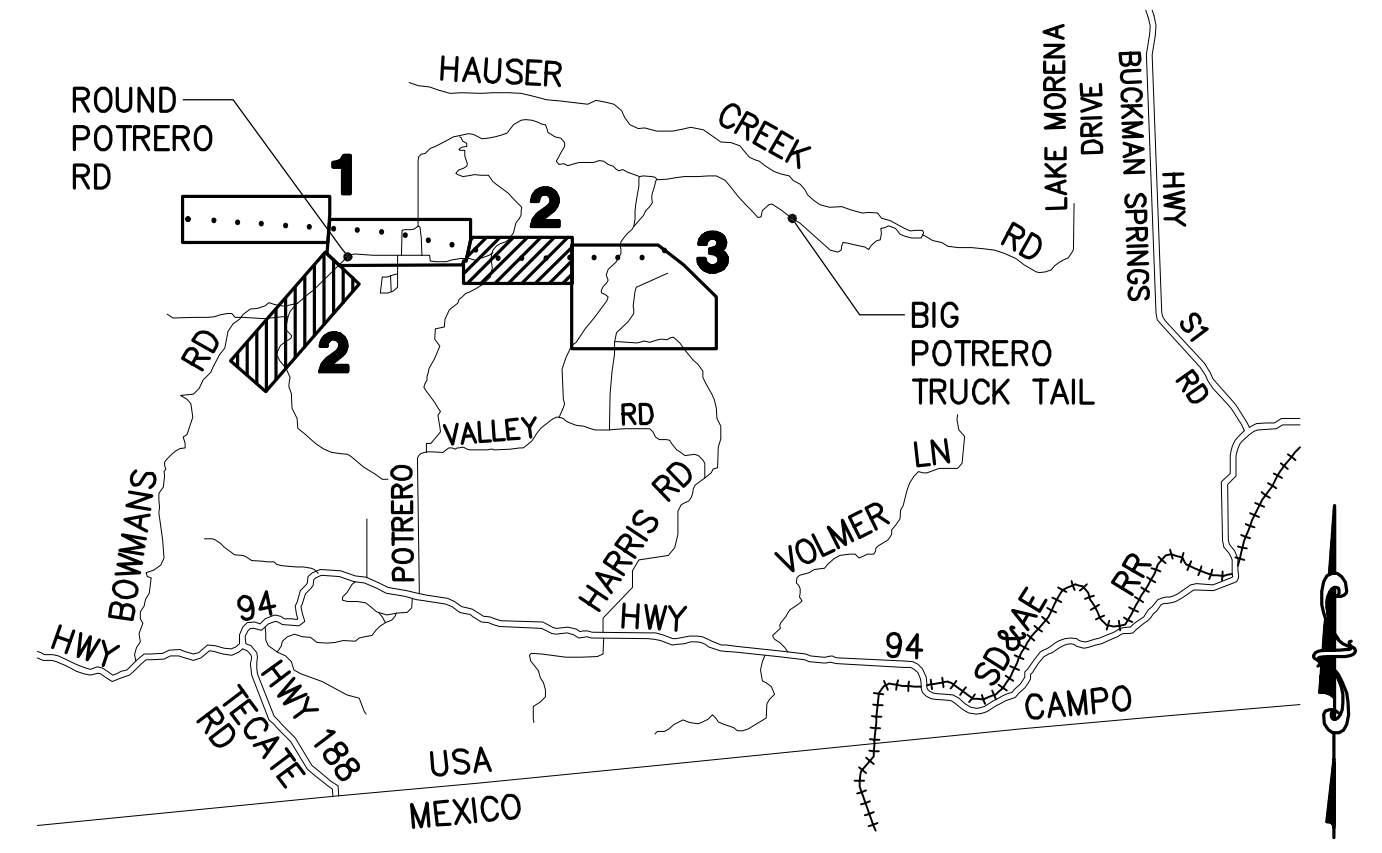 HAUSER
CREEK
RD
LAKE MORENA
DRIVE
BUCKMAN SPRINGS
HWY
S1
RD
ROUND
POTRERO
RD
1
2
3
2
BIG
POTRERO
TRUCK TAIL
RD
BOWMANS
VALLEY
RD
POTRERO
HARRIS RD
VOLMER
LN
HWY
94
HWY
94
SD&AE
RR
CAMPO
HWY 188
TECATE
RD
USA
MEXICO